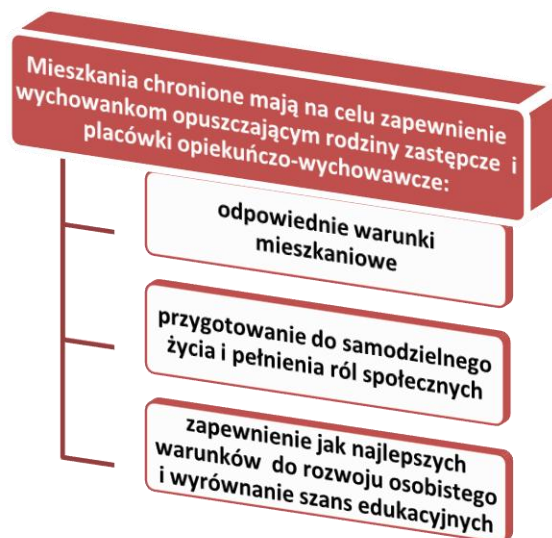 Mieszkania chronione mają na celu zapewnienie
wychowankom opuszczającym rodziny zastępcze i
placówki opiekuńczo-wychowawcze:
odpowiednie warunki
mieszkaniowe
przygotowanie do samodzielnego
życia i pełnienia ról społecznych
zapewnienie jak najlepszych
warunków do rozwoju osobistego
i wyrównanie szans edukacyjnych